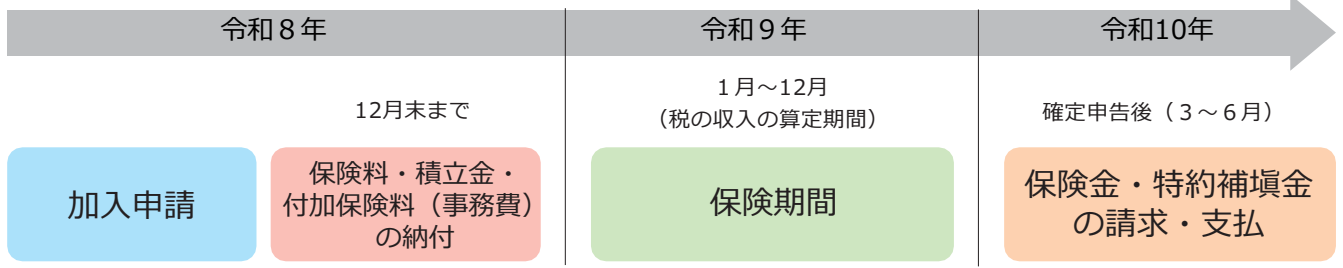 令和８年
令和９年
令和10年
12月末まで
１月～12月
（税の収入の算定期間）
確定申告後（３～６月）
加入申請
保険料・積立金・
付加保険料（事務費）
の納付
保険期間
保険金・特約補塡金
の請求・支払